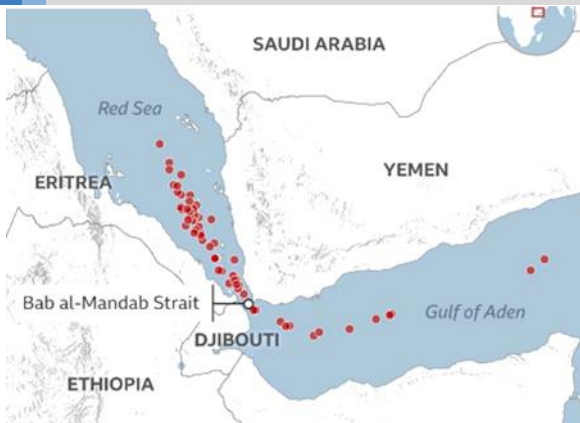 SAUDI ARABIA
Red Sea
YEMEN
ERITREA
Bab al-Mandab Strait
Gulf of Aden
DJIBOUTI
ETHIOPIA